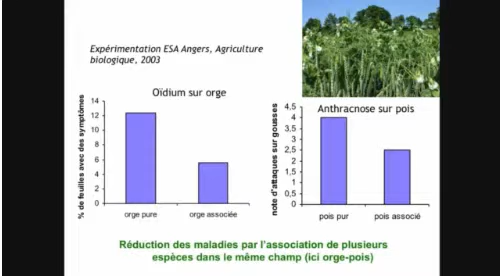 Expérimentation ESA Angers, Agriculture
biologique, 2003
Oïdium sur orge
% de feuilles avec des symptômes
14
12
10
8
6
4
2
0
orge pure
orge associée
Anthracnose sur pois
note d'attaques sur gousses
4,5
4
3,5
3
2,5
2
1,5
1
0,5
0
pois pur
pois associé
Réduction des maladies par l'association de plusieurs
espèces dans le même champ (ici orge-pois)